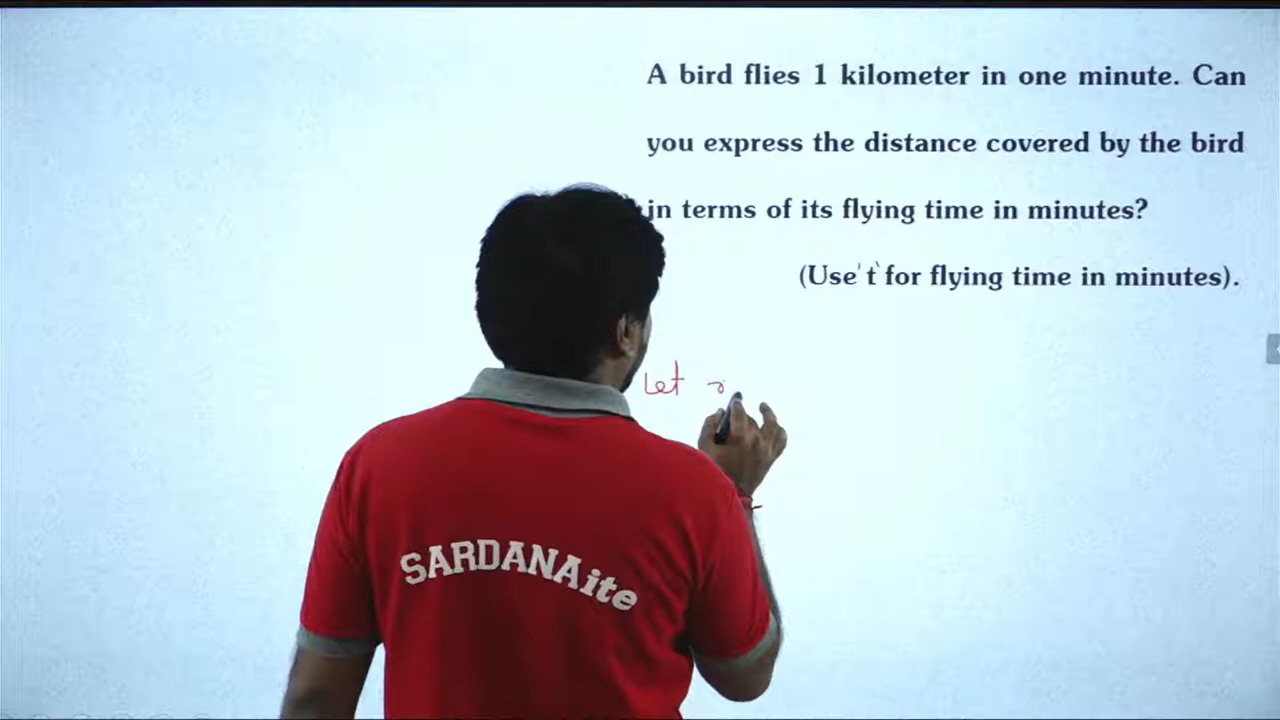 A bird flies 1 kilometer in one minute. Can
you express the distance covered by the bird
in terms of its flying time in minutes?
(Use 't' for flying time in minutes).
Let
SARDANAite